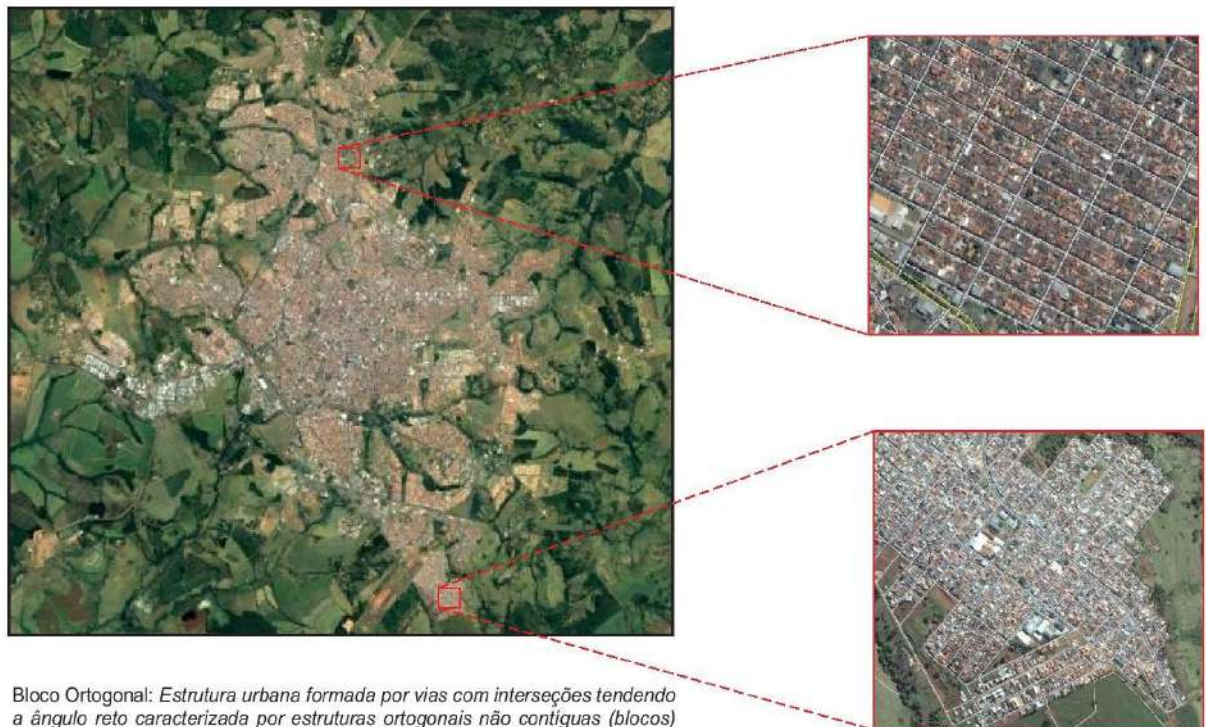 Bloco Ortogonal: Estrutura urbana formada por vias com interseções tendendo
a ângulo reto caracterizada por estruturas ortogonais não contíguas (blocos)